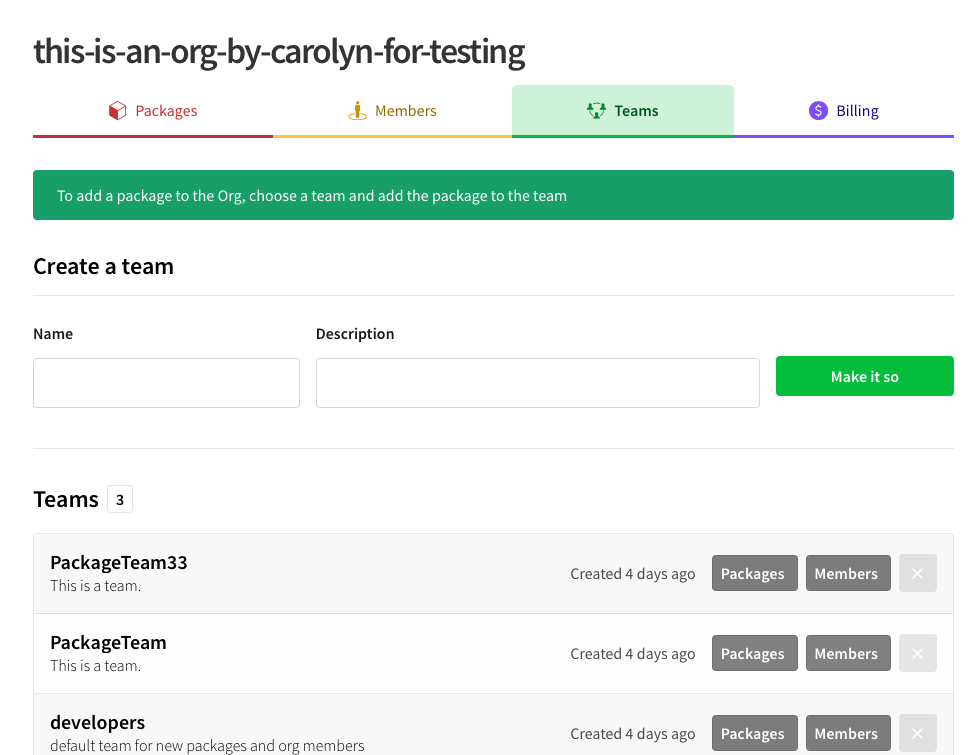 this-is-an-org-by-carolyn-for-testing
Packages Members Teams Billing
To add a package to the Org, choose a team and add the package to the team
Create a team
Name Description
Make it so
Teams 3
PackageTeam33
This is a team.
Created 4 days ago Packages Members ×
PackageTeam
This is a team.
Created 4 days ago Packages Members ×
developers
default team for new packages and org members
Created 4 days ago Packages Members ×